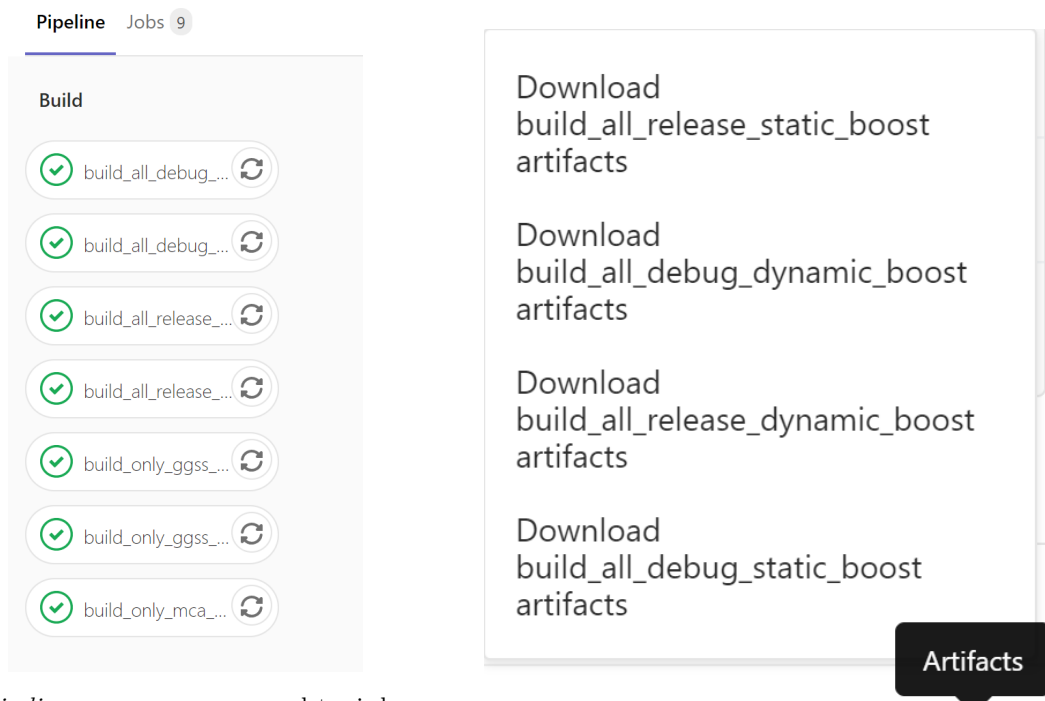 Pipeline Jobs 9
Build
build_all_debug_...
build_all_debug_...
build_all_release_...
build_all_release_...
build_only_ggss_...
build_only_ggss_...
build_only_mca_...
Download
build_all_release_static_boost
artifacts
Download
build_all_debug_dynamic_boost
artifacts
Download
build_all_release_dynamic_boost
artifacts
Download
build_all_debug_static_boost
artifacts
Artifacts